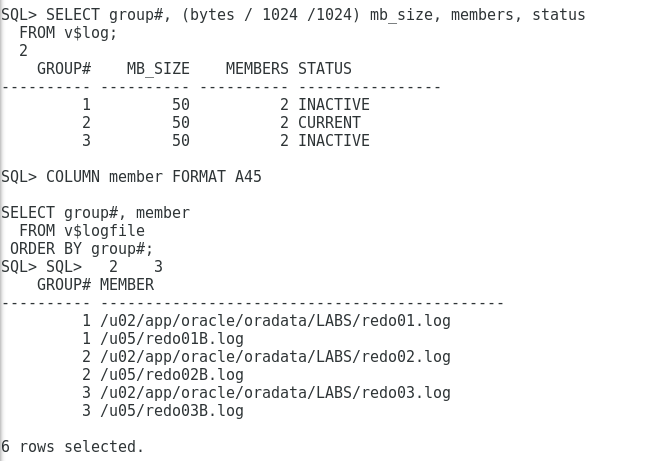 SQL> SELECT group#, (bytes / 1024 /1024) mb_size, members, status
  FROM v$log;
  2
    GROUP#    MB_SIZE    MEMBERS STATUS
---------- ---------- ---------- ----------------
         1         50          2 INACTIVE
         2         50          2 CURRENT
         3         50          2 INACTIVE

SQL> COLUMN member FORMAT A45

SELECT group#, member
  FROM v$logfile
 ORDER BY group#;
SQL> SQL>   2    3
    GROUP# MEMBER
---------- ---------------------------------------------
         1 /u02/app/oracle/oradata/LABS/redo01.log
         1 /u05/redo01B.log
         2 /u02/app/oracle/oradata/LABS/redo02.log
         2 /u05/redo02B.log
         3 /u02/app/oracle/oradata/LABS/redo03.log
         3 /u05/redo03B.log

6 rows selected.